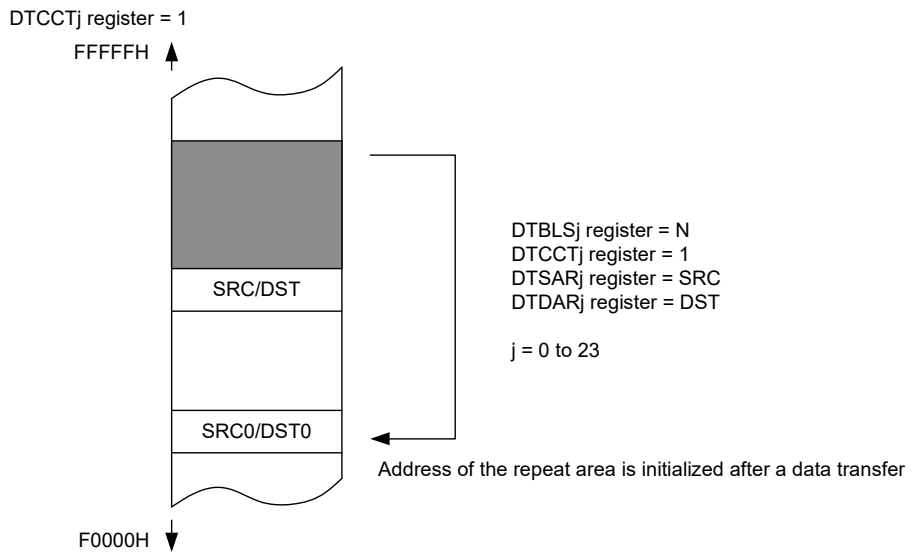 DTCCTj register = 1
FFFFFH
DTBLSj register = N
DTCCTj register = 1
DTSARj register = SRC
DTDARj register = DST
SRC/DST
j = 0 to 23
SRC0/DST0
Address of the repeat area is initialized after a data transfer
F0000H